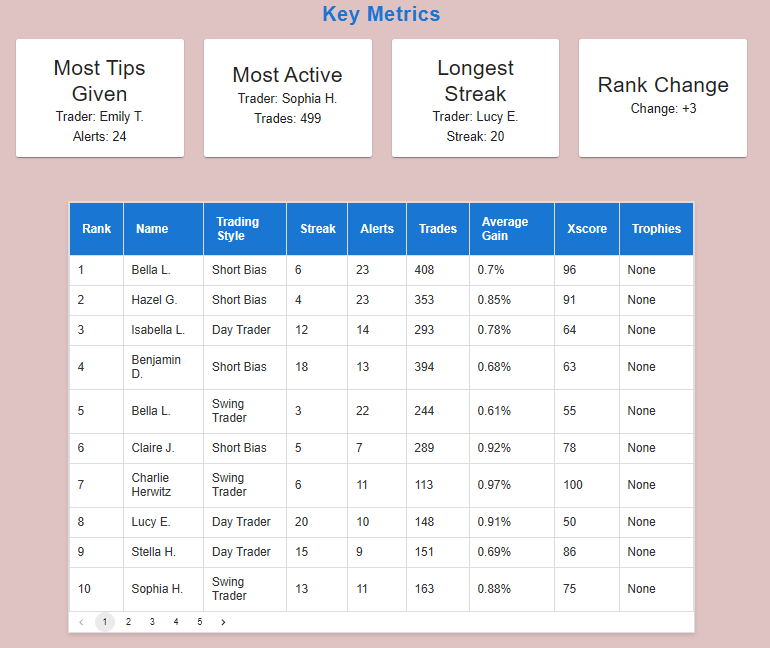 Key Metrics
Most Tips
Given
Trader: Emily T.
Alerts: 24
Most Active
Trader: Sophia H.
Trades: 499
Longest
Streak
Trader: Lucy E.
Streak: 20
Rank Change
Change: +3
Rank Name Trading Style Streak Alerts Trades Average Gain Xscore Trophies
1 Bella L. Short Bias 6 23 408 0.7% 96 None
2 Hazel G. Short Bias 4 23 353 0.85% 91 None
3 Isabella L. Day Trader 12 14 293 0.78% 64 None
4 Benjamin D. Short Bias 18 13 394 0.68% 63 None
5 Bella L. Swing Trader 3 22 244 0.61% 55 None
6 Claire J. Short Bias 5 7 289 0.92% 78 None
7 Charlie Herwitz Swing Trader 6 11 113 0.97% 100 None
8 Lucy E. Day Trader 20 10 148 0.91% 50 None
9 Stella H. Day Trader 15 9 151 0.69% 86 None
10 Sophia H. Swing Trader 13 11 163 0.88% 75 None
‹ 1 2 3 4 5 ›